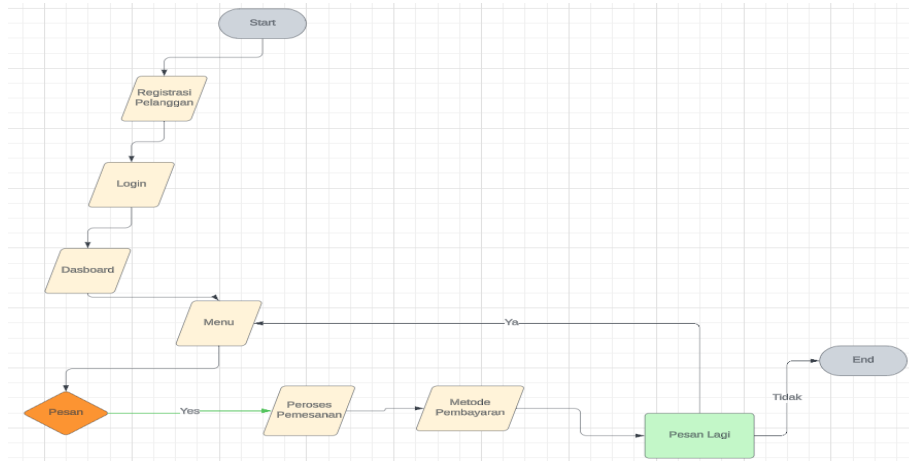 Start
Registrasi
Pelanggan
Login
Dasboard
Menu
Ya
End
Pesan
Yes
Peroses
Pemesanan
Metode
Pembayaran
Pesan Lagi
Tidak